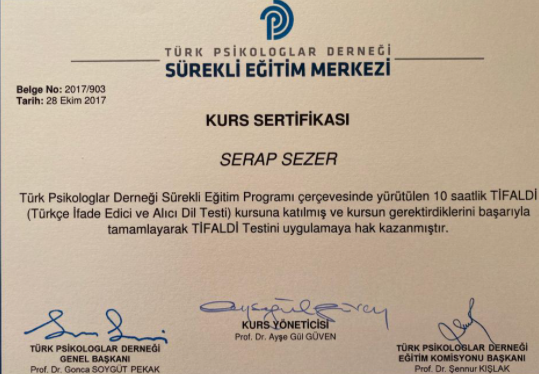 TÜRK PSİKOLOGLAR DERNEĞİ
SÜREKLİ EĞİTİM MERKEZİ
Belge No: 2017/903
Tarih: 28 Ekim 2017
KURS SERTİFİKASI
SERAP SEZER
Türk Psikologlar Derneği Sürekli Eğitim Programı çerçevesinde yürütülen 10 saatlik TİFALDİ
(Türkçe İfade Edici ve Alıcı Dil Testi) kursuna katılmış ve kursun gerektirdiklerini başarıyla
tamamlayarak TİFALDİ Testini uygulamaya hak kazanmıştır.
KURS YÖNETİCİSİ
Prof. Dr. Ayşe Gül GÜVEN
TÜRK PSİKOLOGLAR DERNEĞİ
GENEL BAŞKANI
Prof. Dr. Gonca SOYGÜT PEKAK
TÜRK PSİKOLOGLAR DERNEĞİ
EĞİTİM KOMİSYONU BAŞKANI
Prof. Dr. Şennur KIŞLAK